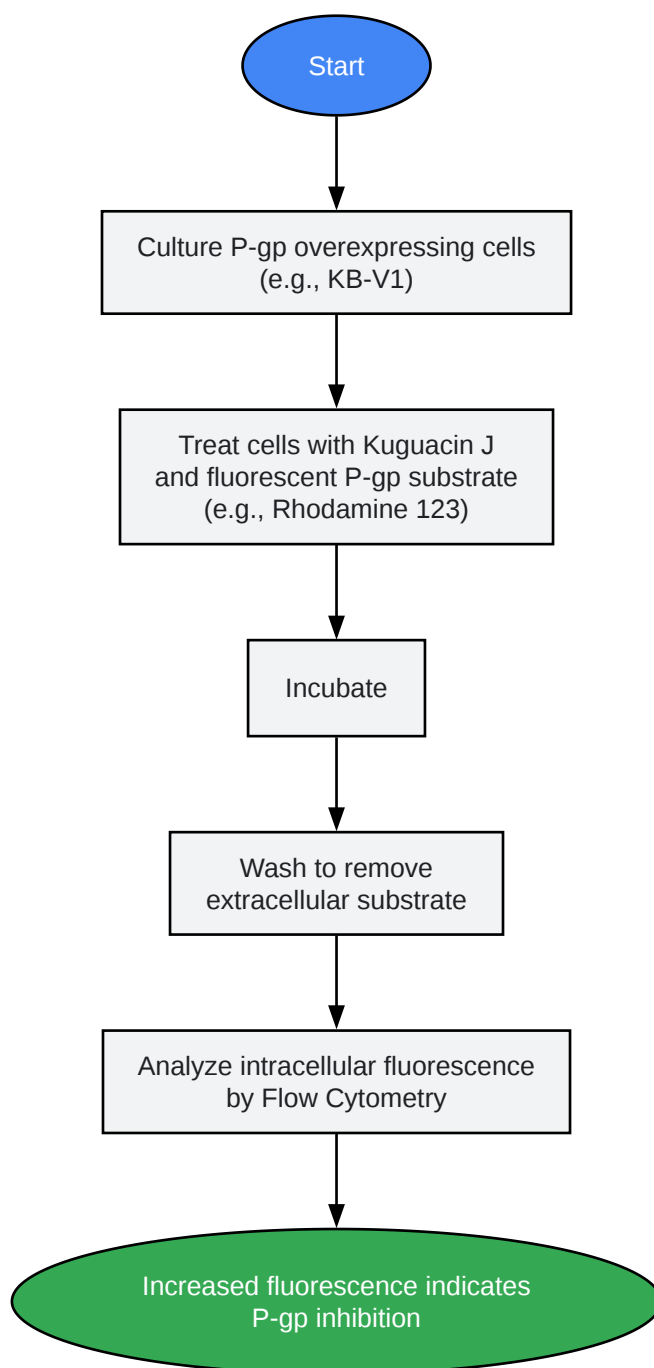 Start
Culture P-gp overexpressing cells
(e.g., KB-V1)
Treat cells with Kuguacin J
and fluorescent P-gp substrate
(e.g., Rhodamine 123)
Incubate
Wash to remove
extracellular substrate
Analyze intracellular fluorescence
by Flow Cytometry
Increased fluorescence indicates
P-gp inhibition